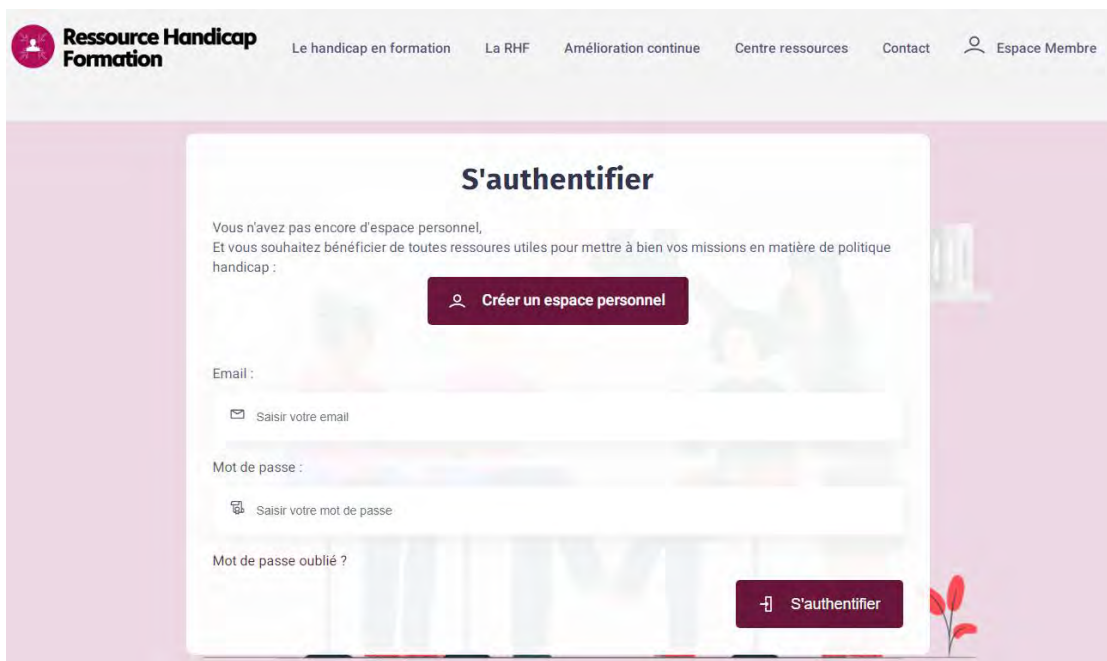 Ressource Handicap
Formation
Le handicap en formation La RHF Amélioration continue Centre ressources Contact Espace Membre
S'authentifier
Vous n'avez pas encore d'espace personnel,
Et vous souhaitez bénéficier de toutes ressoures utiles pour mettre à bien vos missions en matière de politique
handicap :
Créer un espace personnel
Email :
Saisir votre email
Mot de passe :
Saisir votre mot de passe
Mot de passe oublié ?
S'authentifier